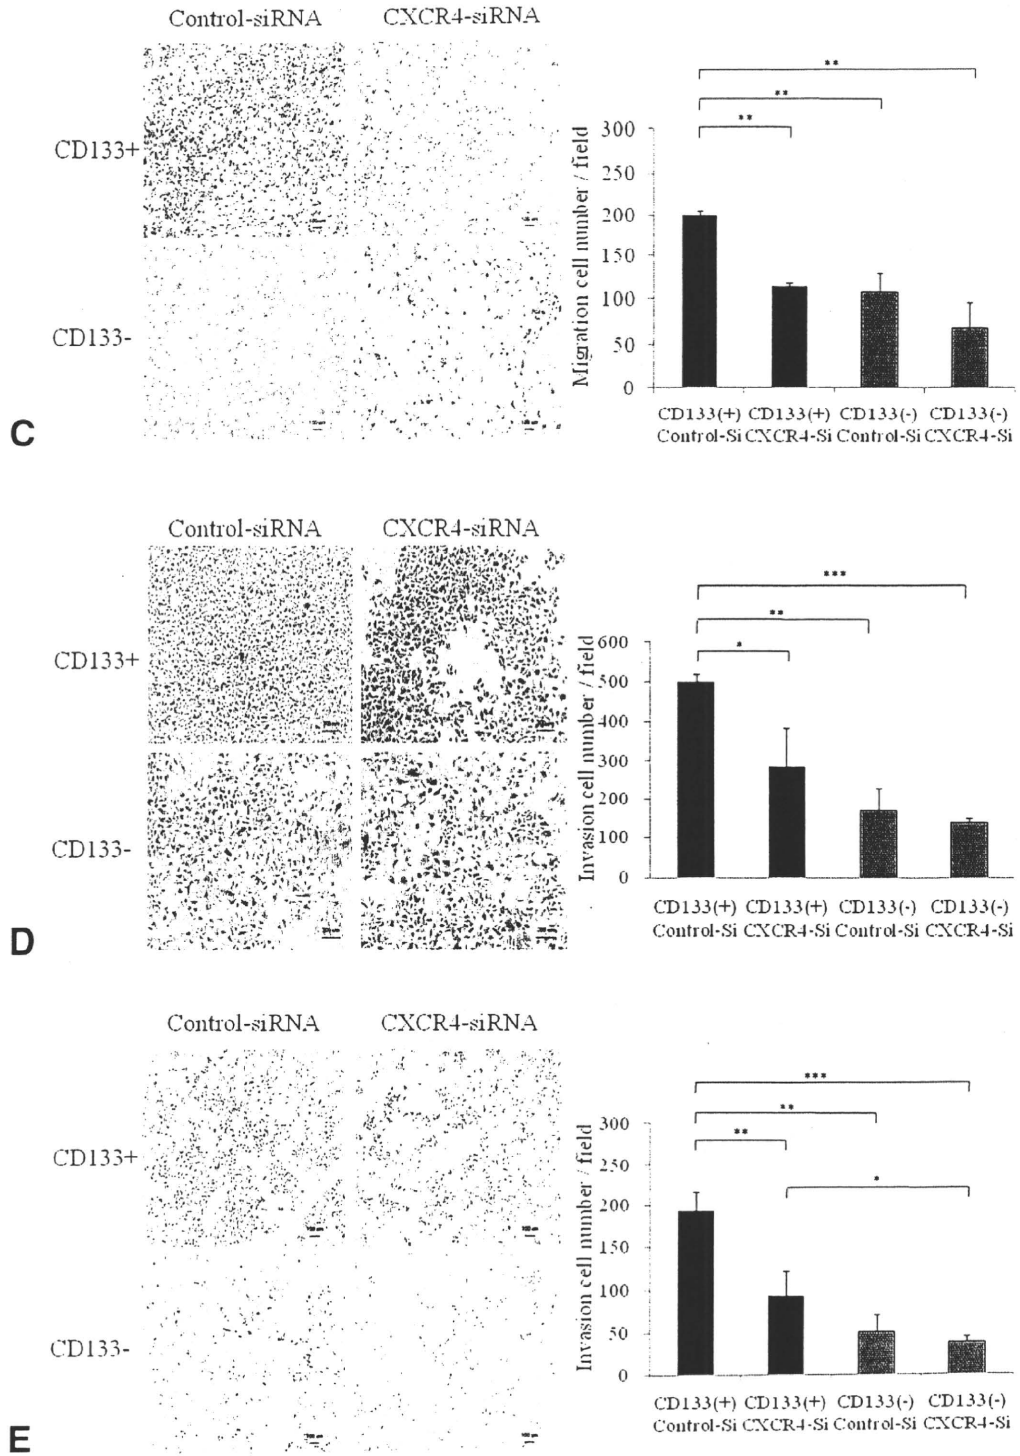 Control-siRNA CXCR4-siRNA
CD133+
CD133-
C
**
**
**
Migration cell number / field
300
250
200
150
100
50
0
CD133(+) CD133(+) CD133(-) CD133(-)
Control-Si CXCR4-Si Control-Si CXCR4-Si
Control-siRNA CXCR4-siRNA
CD133+
CD133-
D
***
**
*
Invasion cell number / field
600
500
400
300
200
100
0
CD133(+) CD133(+) CD133(-) CD133(-)
Control-Si CXCR4-Si Control-Si CXCR4-Si
Control-siRNA CXCR4-siRNA
CD133+
CD133-
E
***
**
**
*
Invasion cell number / field
300
250
200
150
100
50
0
CD133(+) CD133(+) CD133(-) CD133(-)
Control-Si CXCR4-Si Control-Si CXCR4-Si